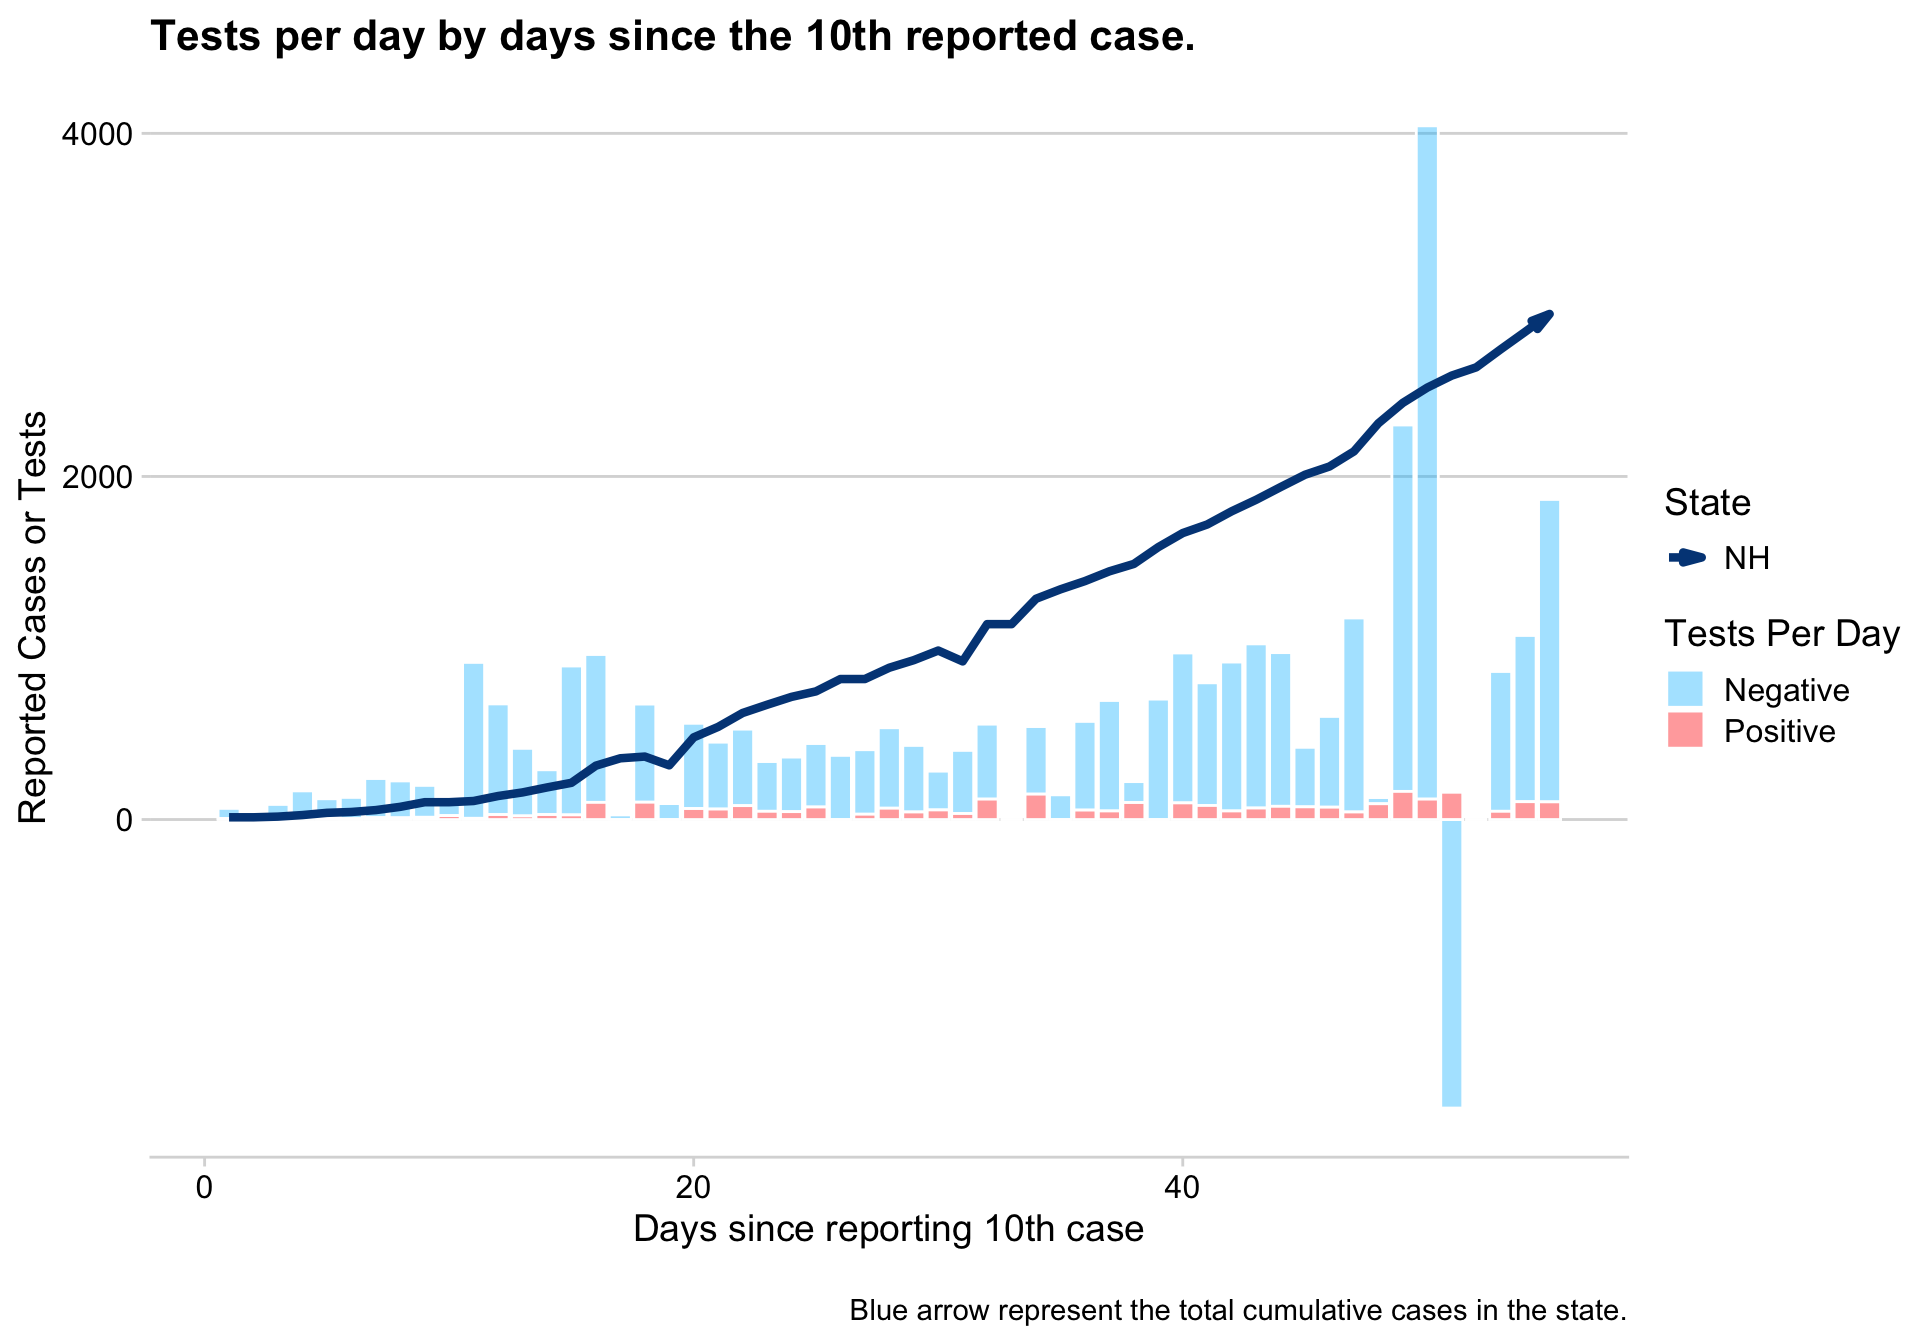 Tests per day by days since the 10th reported case.
4000
2000
0
Reported Cases or Tests
State
NH
Tests Per Day
Negative
Positive
0 20 40
Days since reporting 10th case
Blue arrow represent the total cumulative cases in the state.